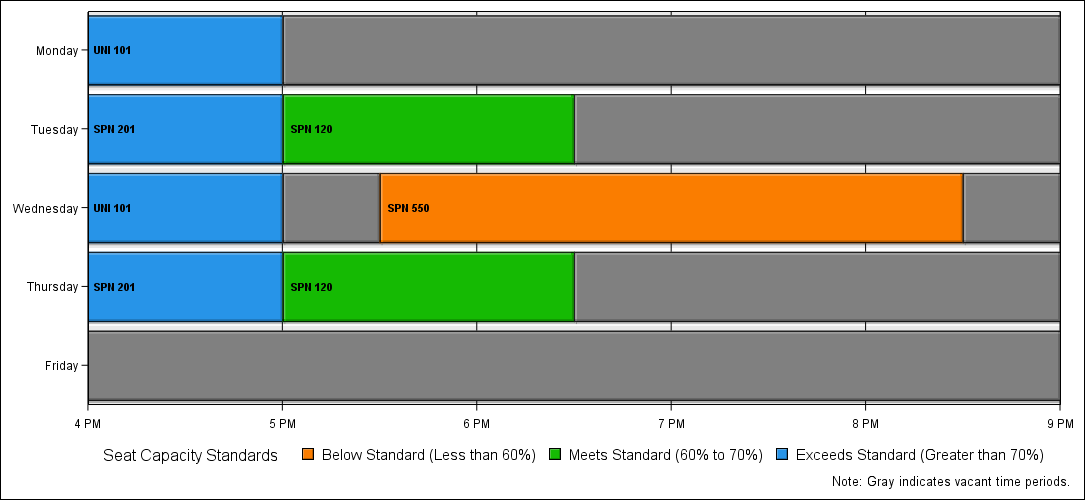 Monday
UNI 101
Tuesday
SPN 201
SPN 120
Wednesday
UNI 101
SPN 550
Thursday
SPN 201
SPN 120
Friday
4 PM
5 PM
6 PM
7 PM
8 PM
9 PM
Seat Capacity Standards
Below Standard (Less than 60%)
Meets Standard (60% to 70%)
Exceeds Standard (Greater than 70%)
Note: Gray indicates vacant time periods.